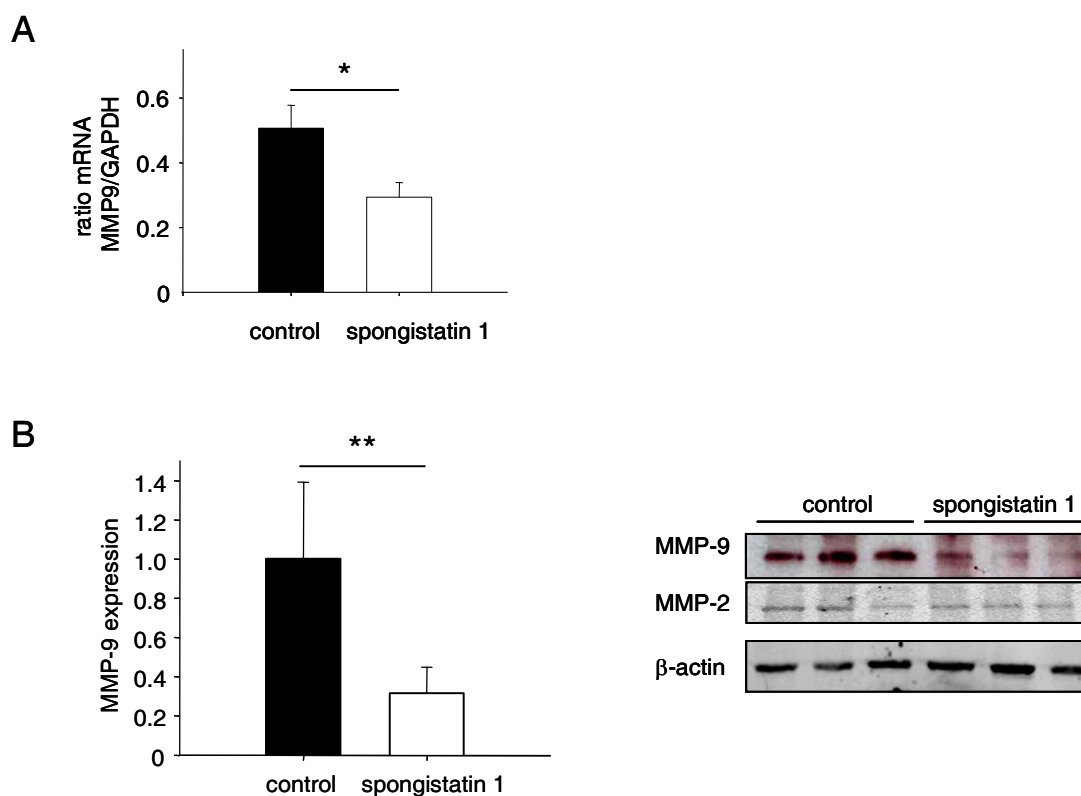 A
*
ratio mRNA
MMP9/GAPDH
0.6
0.4
0.2
0
control spongistatin 1
B
**
MMP-9 expression
1.4
1.2
1.0
0.8
0.6
0.4
0.2
0
control spongistatin 1
control spongistatin 1
MMP-9
MMP-2
β-actin